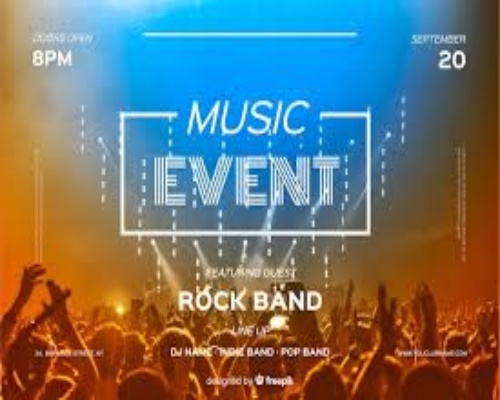 DOORS OPEN
8PM
SEPTEMBER
20
MUSIC
EVENT
FEATURING GUEST
ROCK BAND
LINE UP
DJ NAME · INDIE BAND · POP BAND
designed by freepik